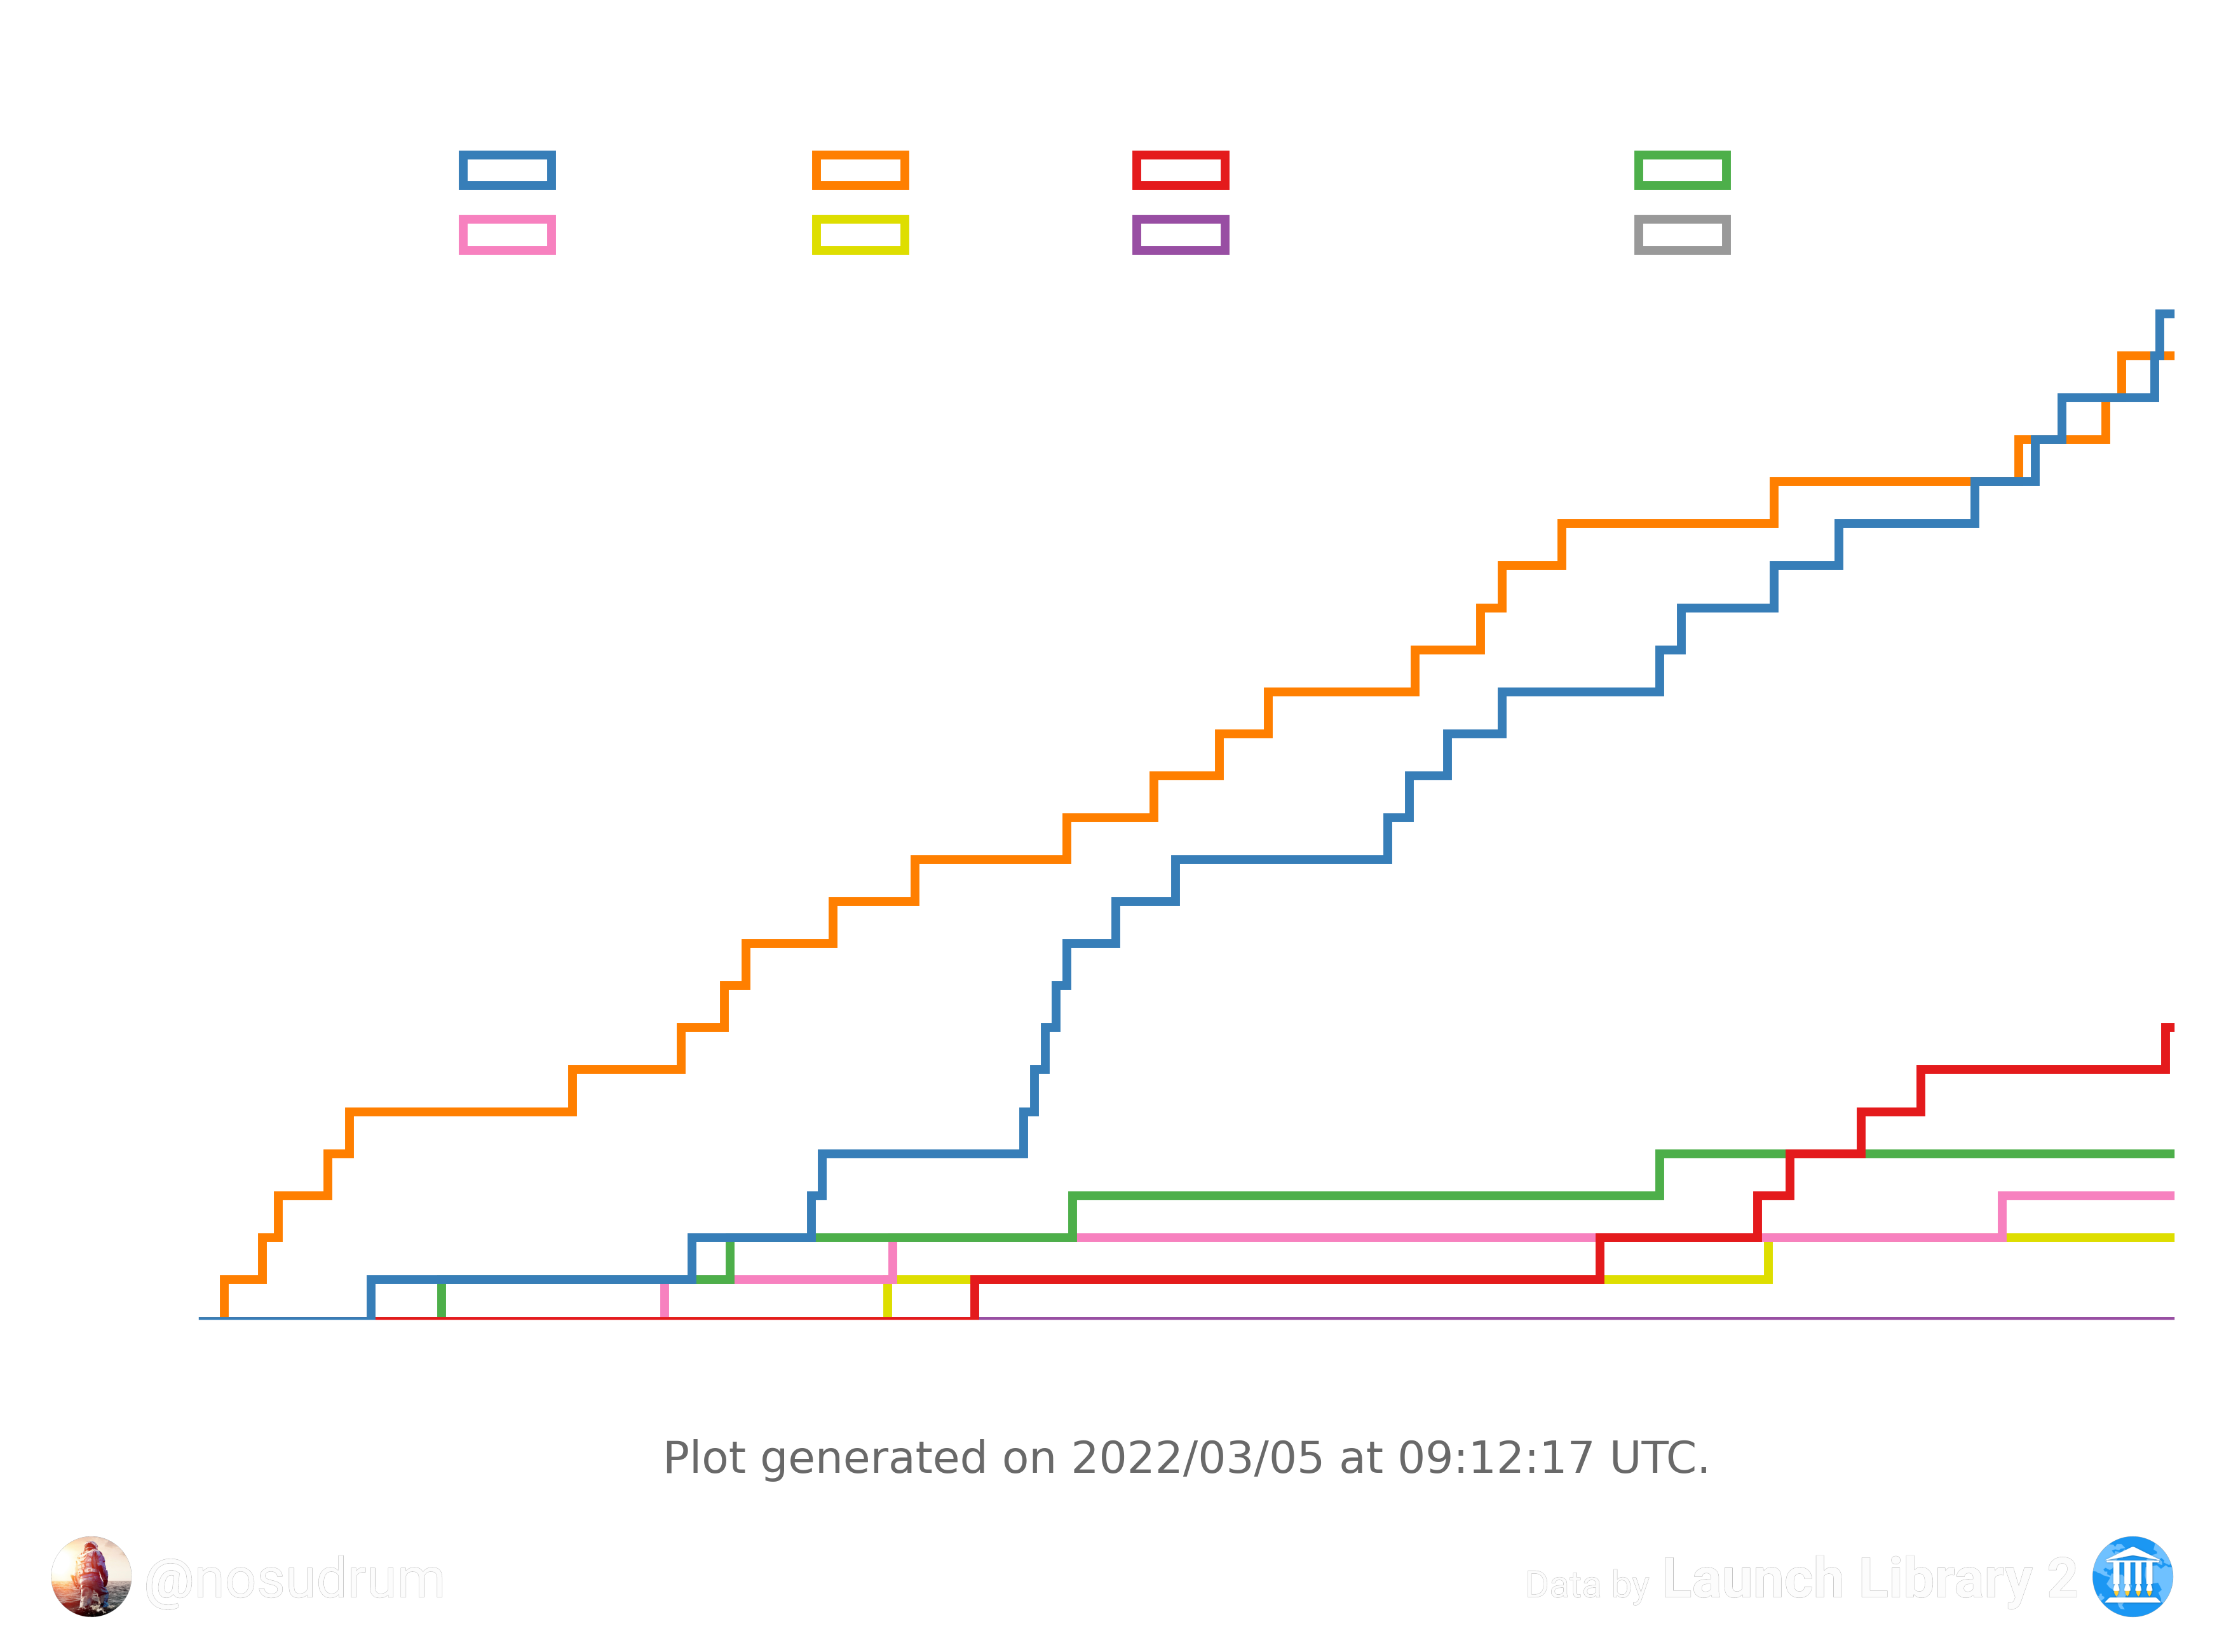 Plot generated on 2022/03/05 at 09:12:17 UTC.
@nosudrum
Data by Launch Library 2